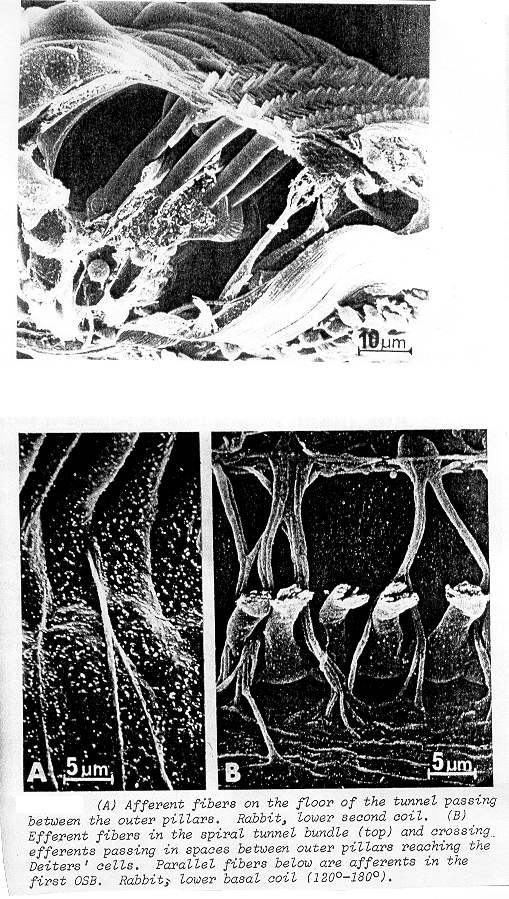 10μm
A 5μm
B 5μm
(A) Afferent fibers on the floor of the tunnel passing
between the outer pillars. Rabbit, lower second coil. (B)
Efferent fibers in the spiral tunnel bundle (top) and crossing
efferents passing in spaces between outer pillars reaching the
Deiters' cells. Parallel fibers below are afferents in the
first OSB. Rabbit, lower basal coil (120°-180°).